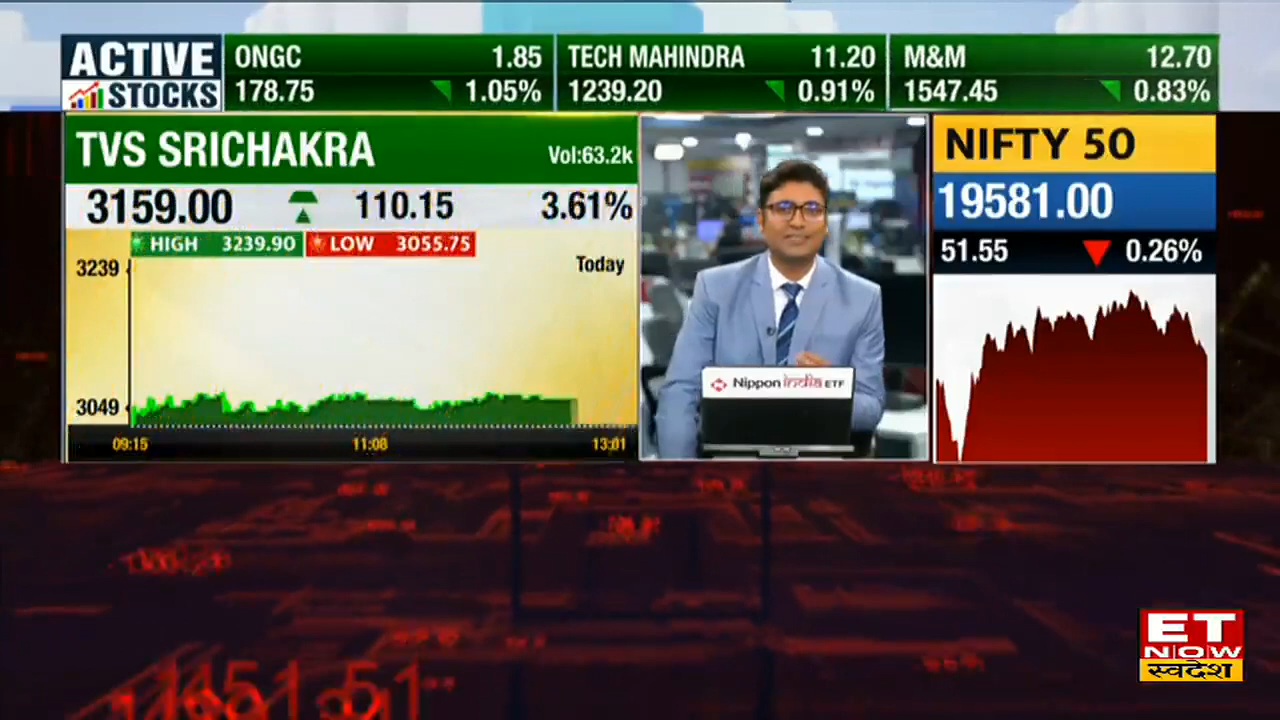 ACTIVE
STOCKS
ONGC 1.85
178.75 1.05%
TECH MAHINDRA 11.20
1239.20 0.91%
M&M 12.70
1547.45 0.83%
TVS SRICHAKRA Vol:63.2k
3159.00 110.15 3.61%
HIGH 3239.90 LOW 3055.75
Today
3239
3049
09:15 11:08 13:01
Nippon india ETF
NIFTY 50
19581.00
51.55 0.26%
ET
NOW
स्वदेश